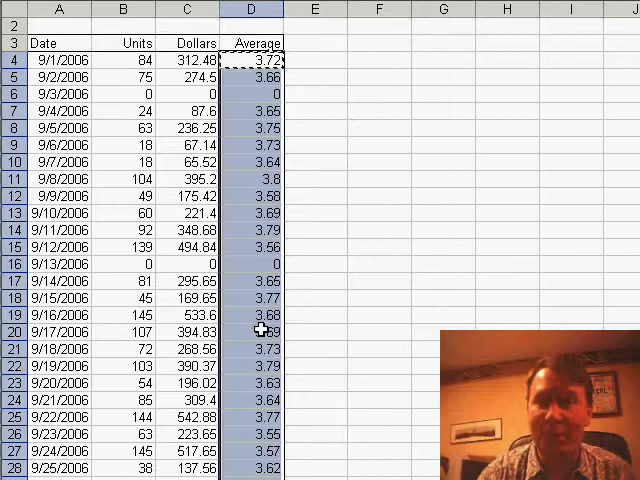 A B C D E F G H I J
2
3 Date Units Dollars Average
4 9/1/2006 84 312.48 3.72
5 9/2/2006 75 274.5 3.66
6 9/3/2006 0 0 0
7 9/4/2006 24 87.6 3.65
8 9/5/2006 63 236.25 3.75
9 9/6/2006 18 67.14 3.73
10 9/7/2006 18 65.52 3.64
11 9/8/2006 104 395.2 3.8
12 9/9/2006 49 175.42 3.58
13 9/10/2006 60 221.4 3.69
14 9/11/2006 92 348.68 3.79
15 9/12/2006 139 494.84 3.56
16 9/13/2006 0 0 0
17 9/14/2006 81 295.65 3.65
18 9/15/2006 45 169.65 3.77
19 9/16/2006 145 533.6 3.68
20 9/17/2006 107 394.83
21 9/18/2006 72 268.56 3.73
22 9/19/2006 103 390.37 3.79
23 9/20/2006 54 196.02 3.63
24 9/21/2006 85 309.4 3.64
25 9/22/2006 144 542.88 3.77
26 9/23/2006 63 223.65 3.55
27 9/24/2006 145 517.65 3.57
28 9/25/2006 38 137.56 3.62